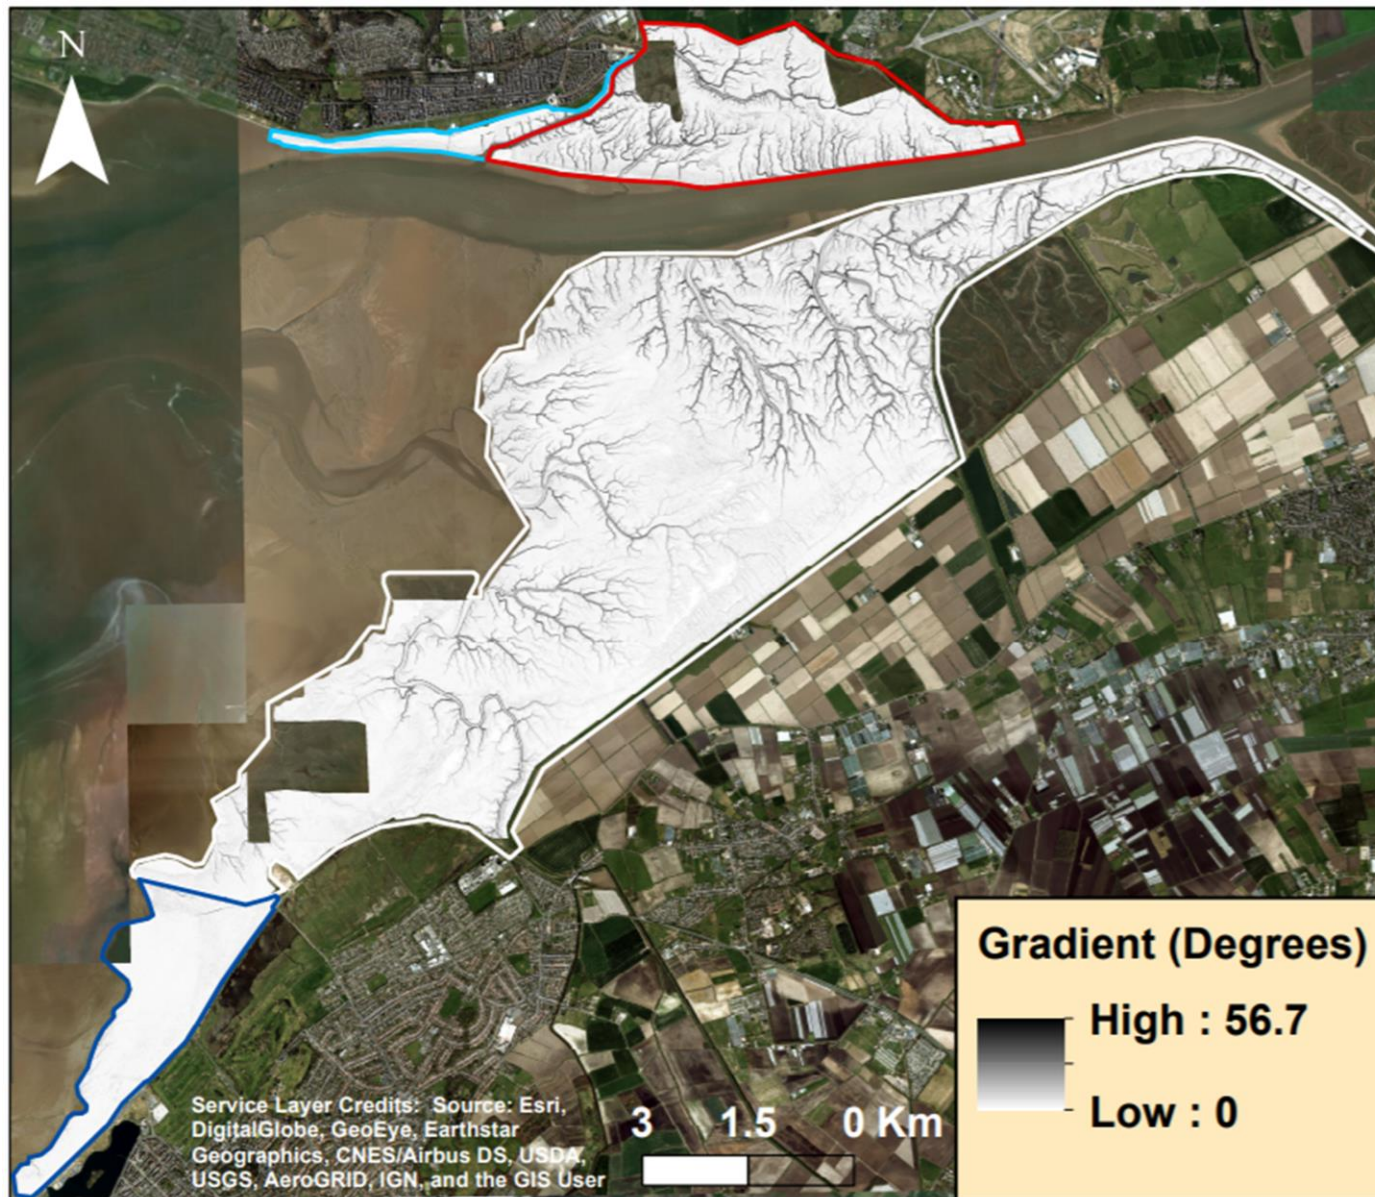 N
Gradient (Degrees)
High : 56.7
Low : 0
Service Layer Credits: Source: Esri,
DigitalGlobe, GeoEye, Earthstar
Geographics, CNES/Airbus DS, USDA,
USGS, AeroGRID, IGN, and the GIS User
3 1.5 0 Km